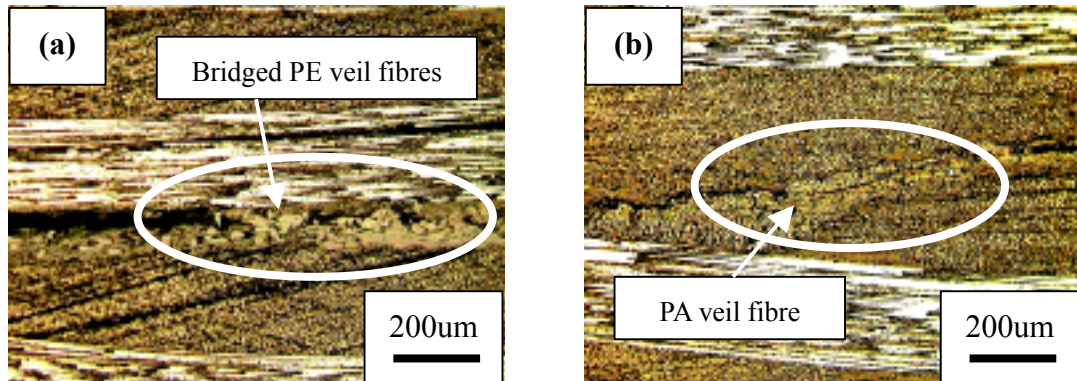 (a)
Bridged PE veil fibres
200um
(b)
PA veil fibre
200um